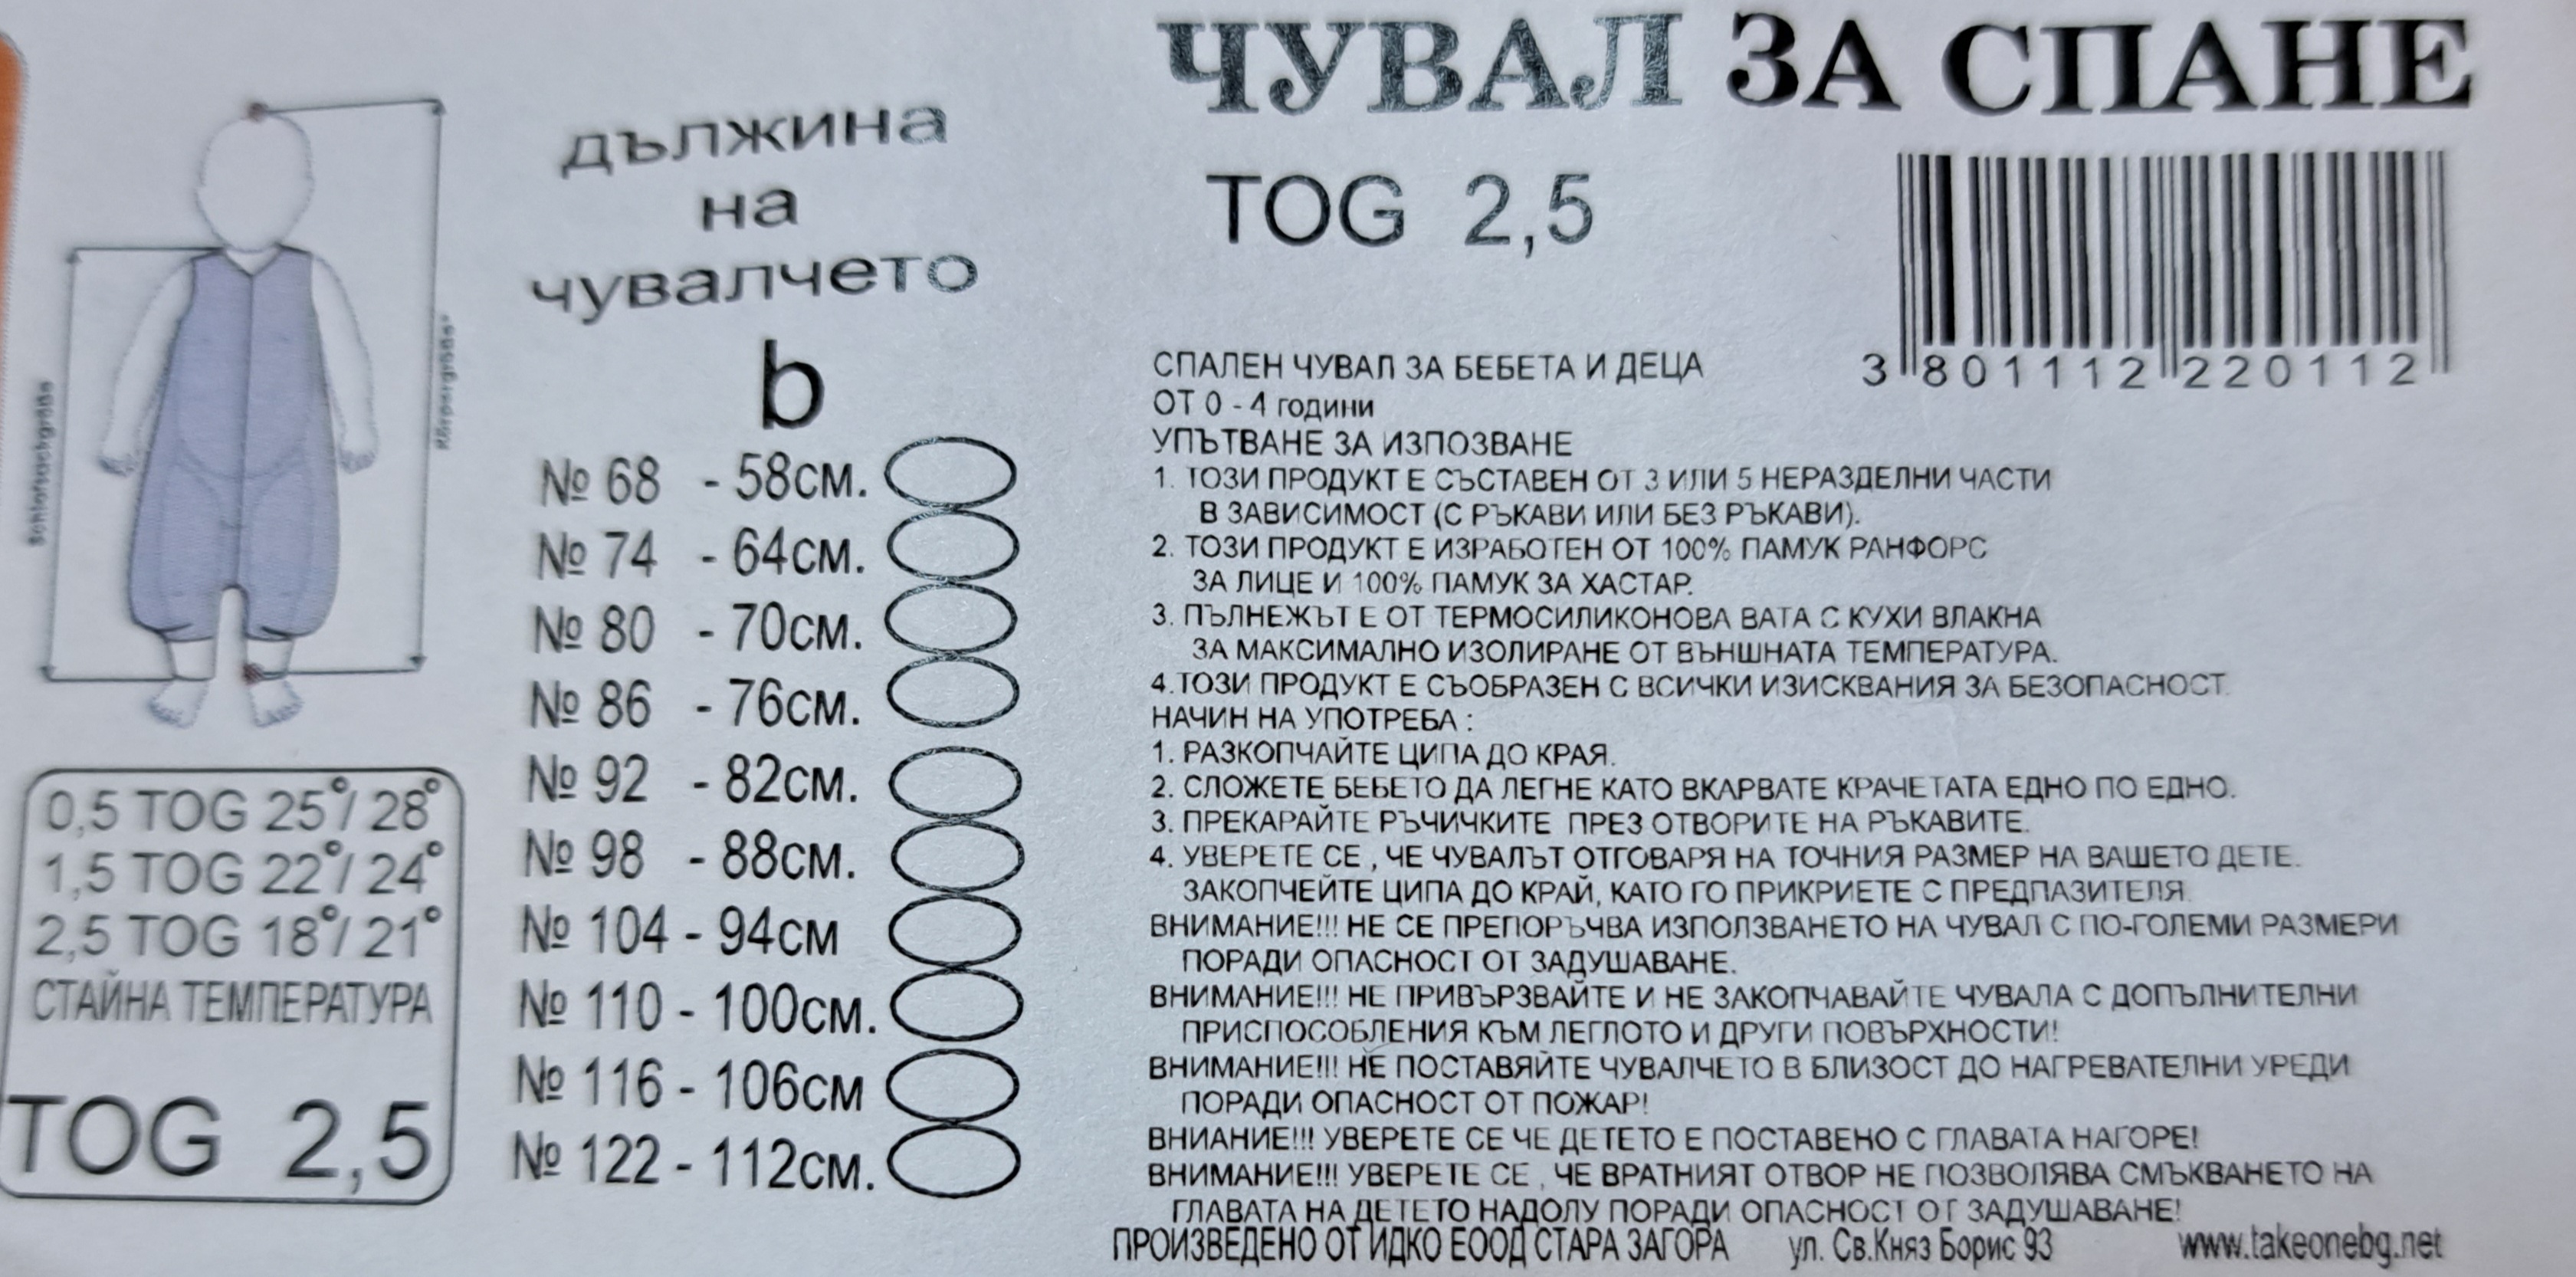 ЧУВАЛ ЗА СПАНЕ
TOG 2,5
3 801112 220112
дължина
на
чувалчето
b
№ 68 - 58см.
№ 74 - 64см.
№ 80 - 70см.
№ 86 - 76см.
№ 92 - 82см.
№ 98 - 88см.
№ 104 - 94см
№ 110 - 100см.
№ 116 - 106см
№ 122 - 112см.
Schlafsackgröße
Körpergröße
0,5 TOG 25°/ 28°
1,5 TOG 22°/ 24°
2,5 TOG 18°/ 21°
СТАЙНА ТЕМПЕРАТУРА
TOG 2,5
СПАЛЕН ЧУВАЛ ЗА БЕБЕТА И ДЕЦА
ОТ 0 - 4 години
УПЪТВАНЕ ЗА ИЗПОЗВАНЕ
1. ТОЗИ ПРОДУКТ Е СЪСТАВЕН ОТ 3 ИЛИ 5 НЕРАЗДЕЛНИ ЧАСТИ
В ЗАВИСИМОСТ (С РЪКАВИ ИЛИ БЕЗ РЪКАВИ).
2. ТОЗИ ПРОДУКТ Е ИЗРАБОТЕН ОТ 100% ПАМУК РАНФОРС
ЗА ЛИЦЕ И 100% ПАМУК ЗА ХАСТАР.
3. ПЪЛНЕЖЪТ Е ОТ ТЕРМОСИЛИКОНОВА ВАТА С КУХИ ВЛАКНА
ЗА МАКСИМАЛНО ИЗОЛИРАНЕ ОТ ВЪНШНАТА ТЕМПЕРАТУРА.
4.ТОЗИ ПРОДУКТ Е СЪОБРАЗЕН С ВСИЧКИ ИЗИСКВАНИЯ ЗА БЕЗОПАСНОСТ.
НАЧИН НА УПОТРЕБА :
1. РАЗКОПЧАЙТЕ ЦИПА ДО КРАЯ.
2. СЛОЖЕТЕ БЕБЕТО ДА ЛЕГНЕ КАТО ВКАРВАТЕ КРАЧЕТАТА ЕДНО ПО ЕДНО.
3. ПРЕКАРАЙТЕ РЪЧИЧКИТЕ ПРЕЗ ОТВОРИТЕ НА РЪКАВИТЕ.
4. УВЕРЕТЕ СЕ , ЧЕ ЧУВАЛЪТ ОТГОВАРЯ НА ТОЧНИЯ РАЗМЕР НА ВАШЕТО ДЕТЕ.
ЗАКОПЧЕЙТЕ ЦИПА ДО КРАЙ, КАТО ГО ПРИКРИЕТЕ С ПРЕДПАЗИТЕЛЯ.
ВНИМАНИЕ!!! НЕ СЕ ПРЕПОРЪЧВА ИЗПОЛЗВАНЕТО НА ЧУВАЛ С ПО-ГОЛЕМИ РАЗМЕРИ
ПОРАДИ ОПАСНОСТ ОТ ЗАДУШАВАНЕ.
ВНИМАНИЕ!!! НЕ ПРИВЪРЗВАЙТЕ И НЕ ЗАКОПЧАВАЙТЕ ЧУВАЛА С ДОПЪЛНИТЕЛНИ
ПРИСПОСОБЛЕНИЯ КЪМ ЛЕГЛОТО И ДРУГИ ПОВЪРХНОСТИ!
ВНИМАНИЕ!!! НЕ ПОСТАВЯЙТЕ ЧУВАЛЧЕТО В БЛИЗОСТ ДО НАГРЕВАТЕЛНИ УРЕДИ
ПОРАДИ ОПАСНОСТ ОТ ПОЖАР!
ВНИАНИЕ!!! УВЕРЕТЕ СЕ ЧЕ ДЕТЕТО Е ПОСТАВЕНО С ГЛАВАТА НАГОРЕ!
ВНИМАНИЕ!!! УВЕРЕТЕ СЕ , ЧЕ ВРАТНИЯТ ОТВОР НЕ ПОЗВОЛЯВА СМЪКВАНЕТО НА
ГЛАВАТА НА ДЕТЕТО НАДОЛУ ПОРАДИ ОПАСНОСТ ОТ ЗАДУШАВАНЕ!
ПРОИЗВЕДЕНО ОТ ИДКО ЕООД СТАРА ЗАГОРА ул. Св.Княз Борис 93 www.takeonebg.net